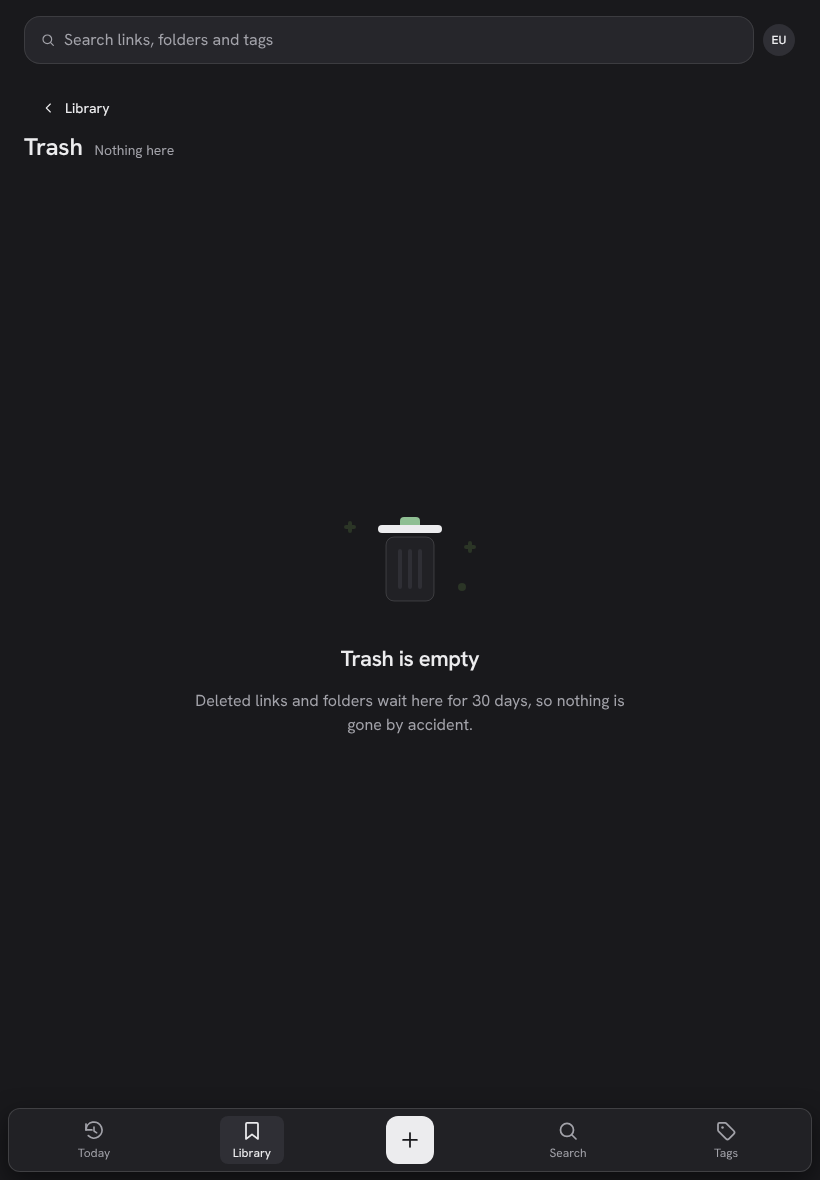 Search links, folders and tags
EU
Library
Trash
Nothing here
Trash is empty
Deleted links and folders wait here for 30 days, so nothing is
gone by accident.
Today
Library
Search
Tags